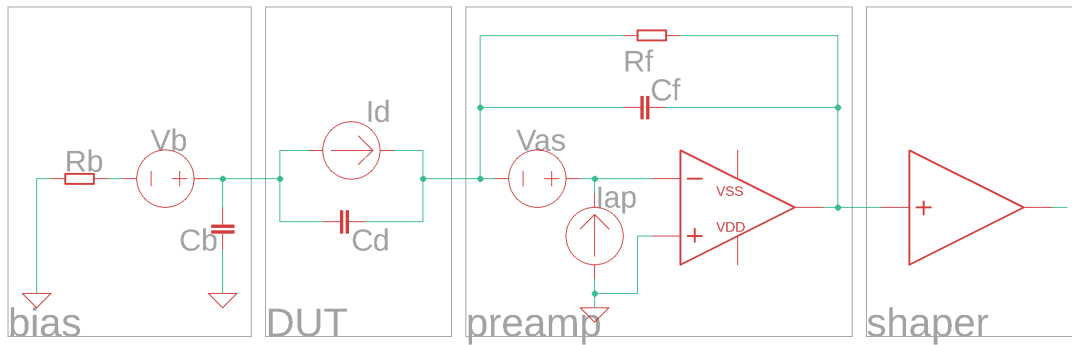 Rb
Vb
Cb
bias
Id
Cd
DUT
Rf
Cf
Vas
Iap
VSS
VDD
preamp
shaper